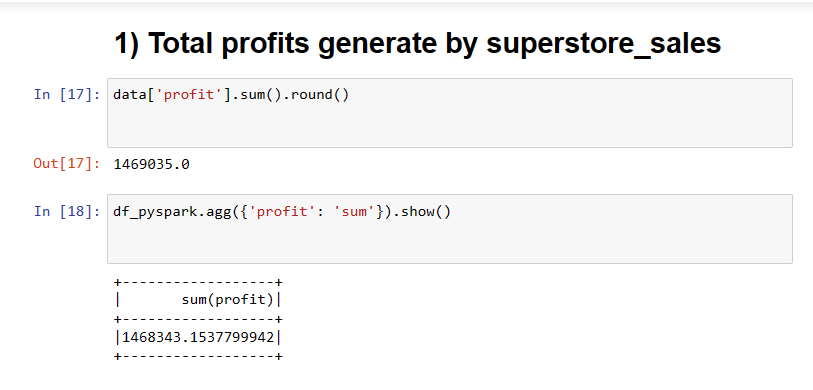 1) Total profits generate by superstore_sales
In [17]: data['profit'].sum().round()
Out[17]: 1469035.0
In [18]: df_pyspark.agg({'profit': 'sum'}).show()
+------------------+
|       sum(profit)|
+------------------+
|1468343.1537799942|
+------------------+